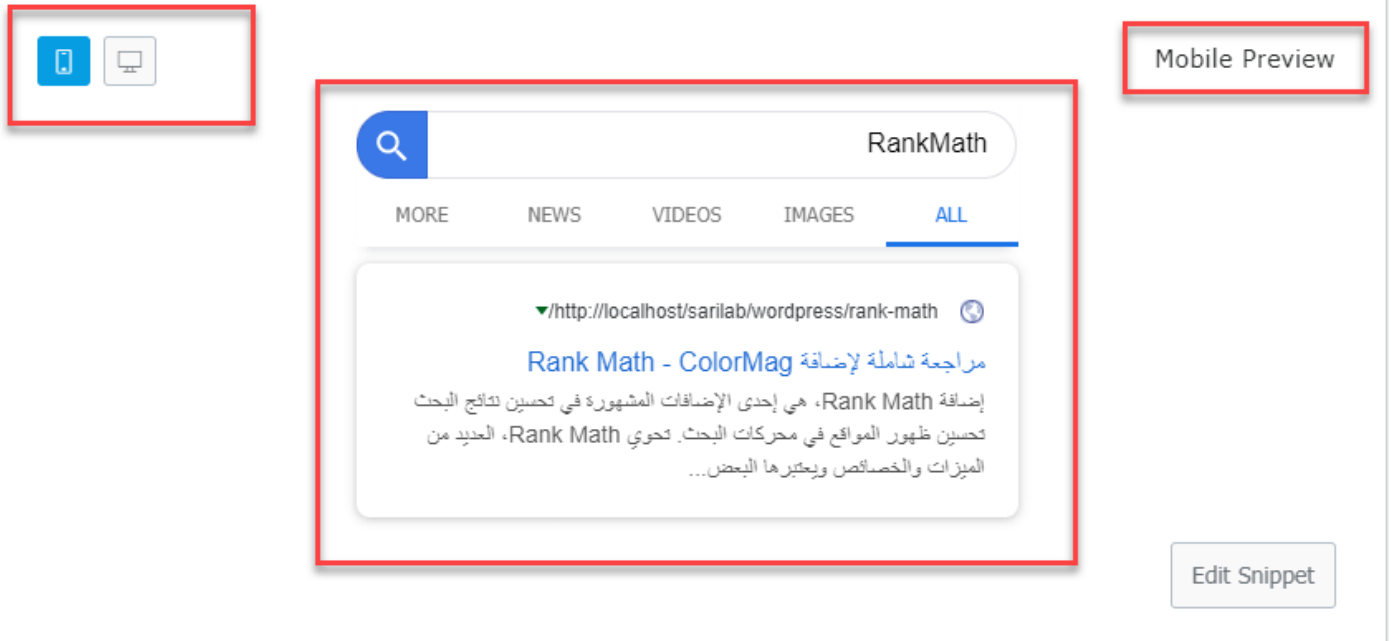 Mobile Preview
RankMath
ALL
IMAGES
VIDEOS
NEWS
MORE
http://localhost/sarilab/wordpress/rank-math/
مراجعة شاملة لإضافة Rank Math - ColorMag
إضافة Rank Math، هي إحدى الإضافات المشهورة في تحسين نتائج البحث
تحسين ظهور المواقع في محركات البحث. تحوي Rank Math، العديد من
الميزات والخصائص ويعتبرها البعض...
Edit Snippet